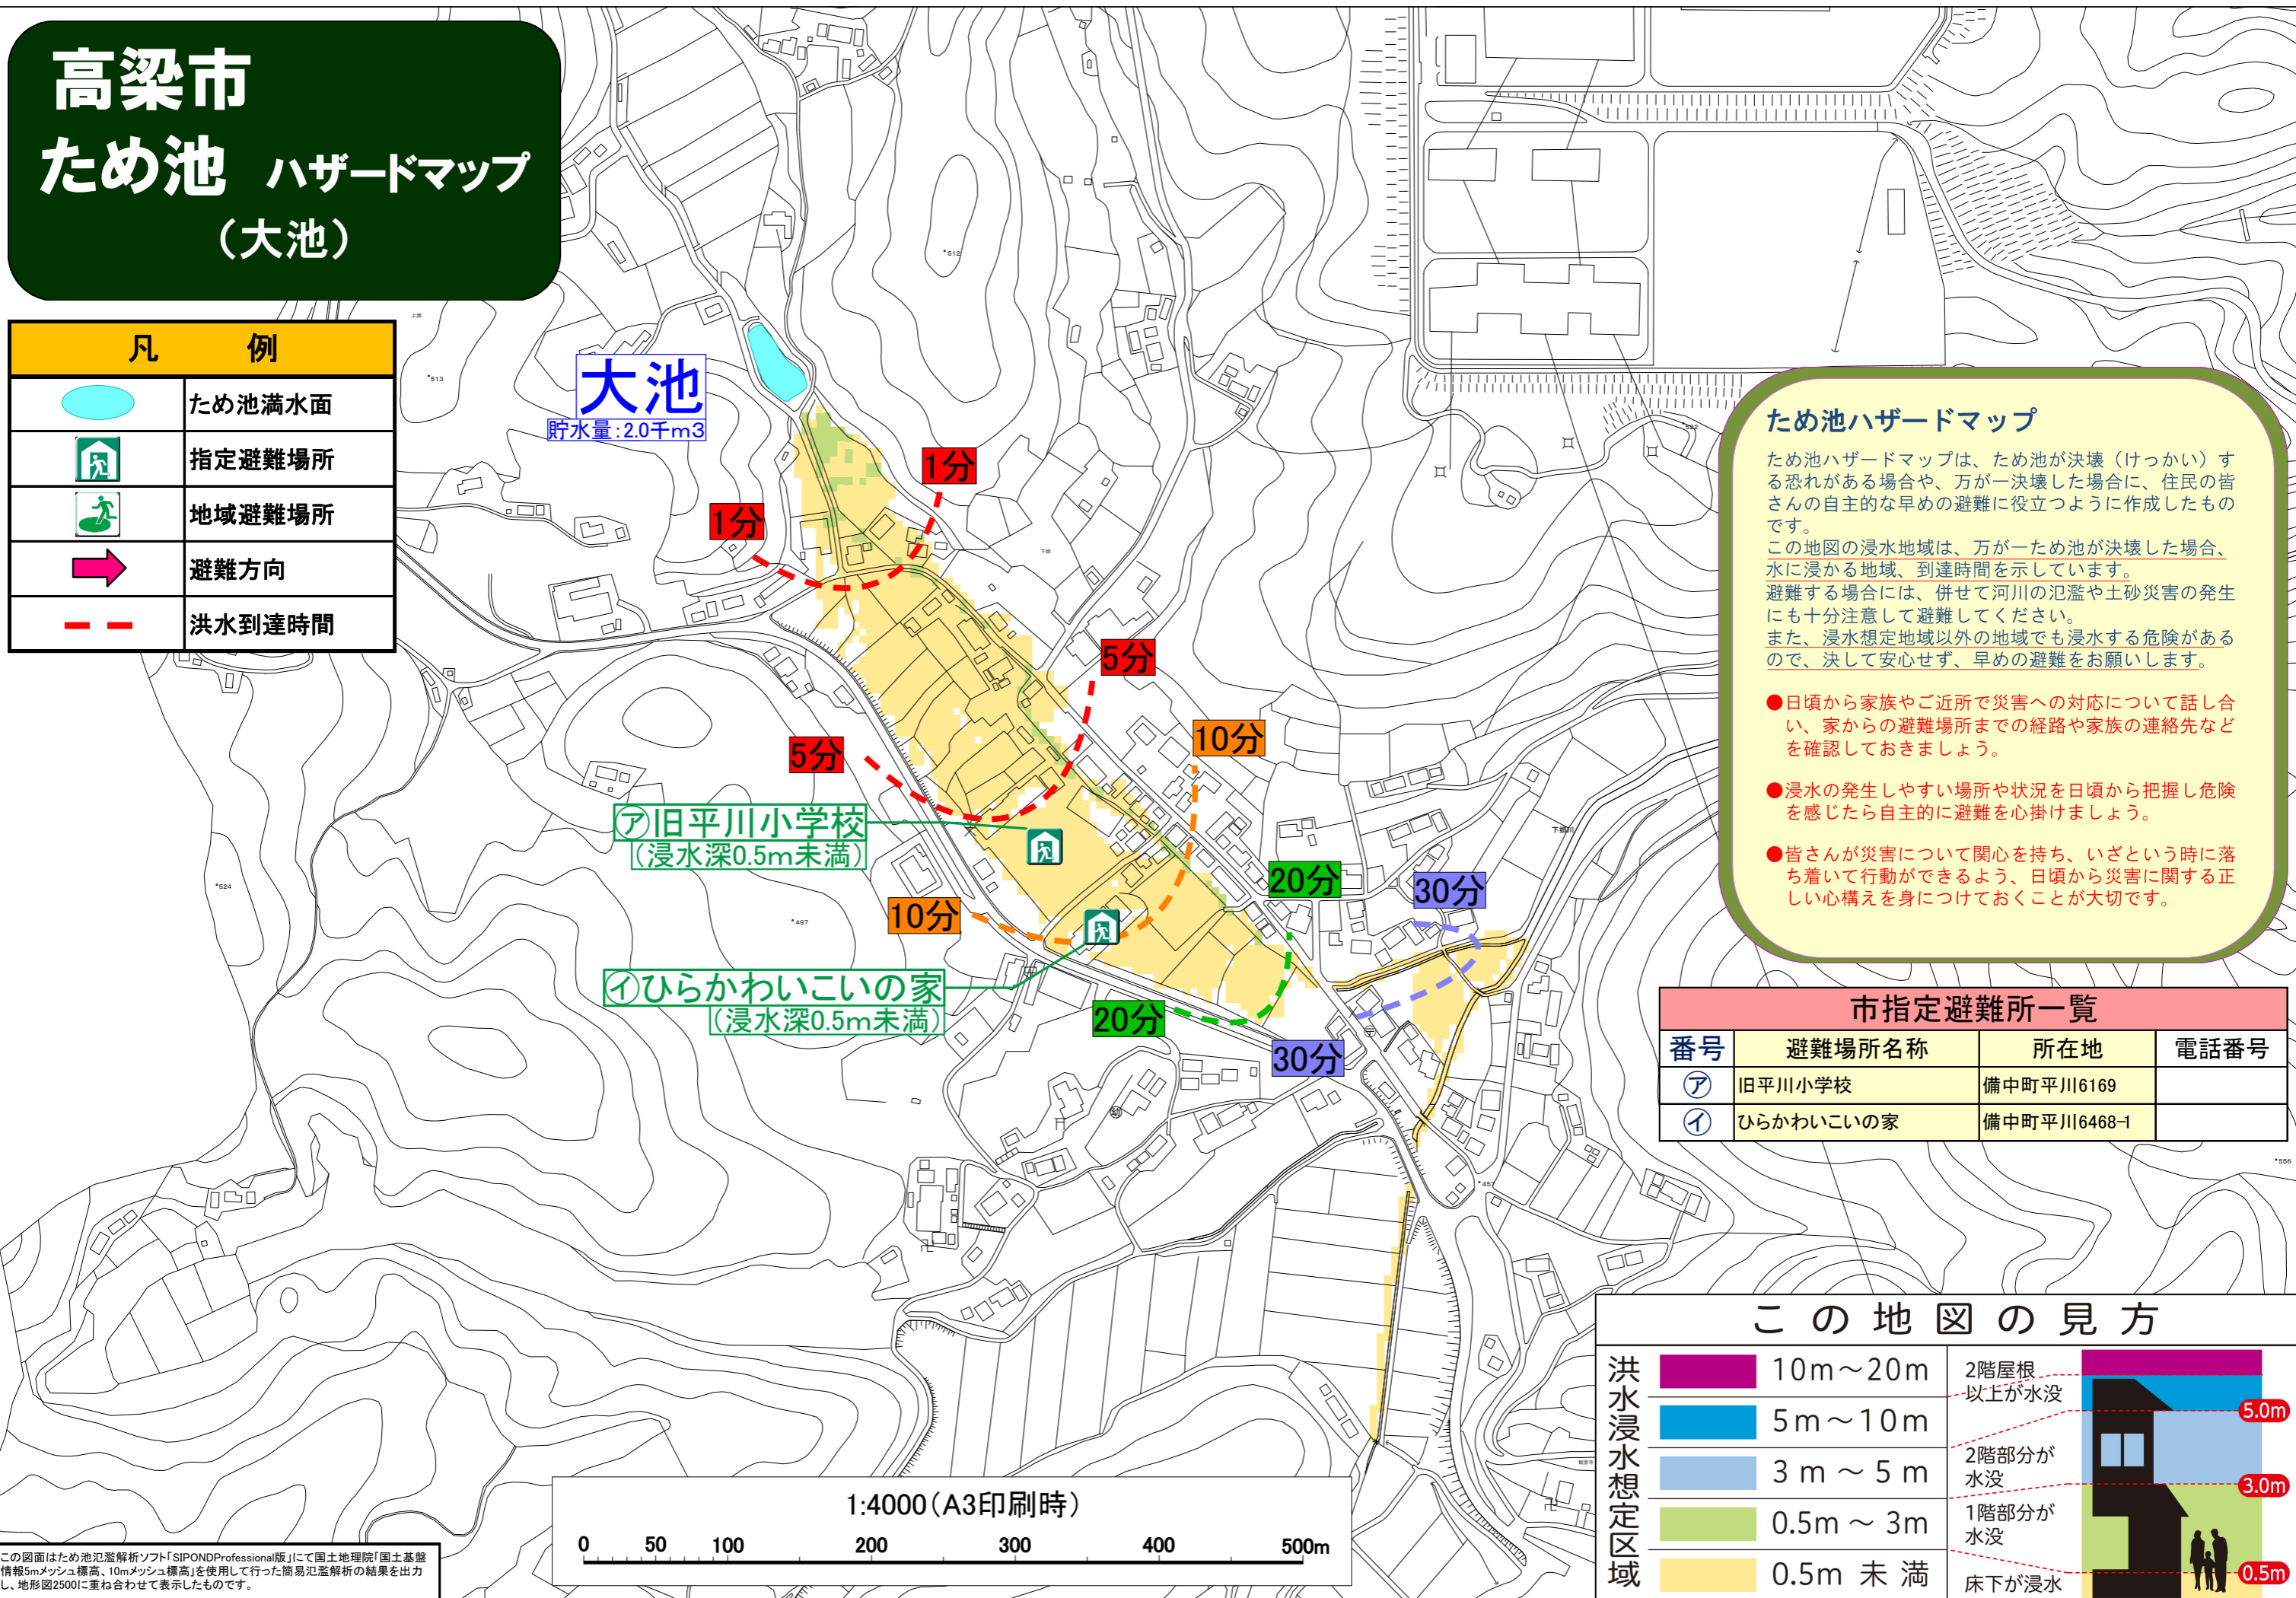 高梁市
ため池 ハザードマップ
(大池)
凡 例
ため池満水面
指定避難場所
地域避難場所
避難方向
洪水到達時間
大池
貯水量:2.0千m3
1分
1分
5分
5分
10分
10分
20分
20分
30分
30分
㋐旧平川小学校
(浸水深0.5m未満)
㋑ひらかわいこいの家
(浸水深0.5m未満)
・512
・513
・524
・497
・522
・457
・556
上郷
下郷
下郷川
ため池ハザードマップ
ため池ハザードマップは、ため池が決壊(けっかい)す
る恐れがある場合や、万が一決壊した場合に、住民の皆
さんの自主的な早めの避難に役立つように作成したもの
です。
この地図の浸水地域は、万が一ため池が決壊した場合、
水に浸かる地域、到達時間を示しています。
避難する場合には、併せて河川の氾濫や土砂災害の発生
にも十分注意して避難してください。
また、浸水想定地域以外の地域でも浸水する危険がある
ので、決して安心せず、早めの避難をお願いします。
●日頃から家族やご近所で災害への対応について話し合
い、家からの避難場所までの経路や家族の連絡先など
を確認しておきましょう。
●浸水の発生しやすい場所や状況を日頃から把握し危険
を感じたら自主的に避難を心掛けましょう。
●皆さんが災害について関心を持ち、いざという時に落
ち着いて行動ができるよう、日頃から災害に関する正
しい心構えを身につけておくことが大切です。
市指定避難所一覧
番号 避難場所名称 所在地 電話番号
㋐ 旧平川小学校 備中町平川6169
㋑ ひらかわいこいの家 備中町平川6468-1
この地図の見方
洪水浸水想定区域
10m～20m
5m～10m
3m～5m
0.5m～3m
0.5m 未満
2階屋根
以上が水没
2階部分が
水没
1階部分が
水没
床下が浸水
5.0m
3.0m
0.5m
1:4000(A3印刷時)
0 50 100 200 300 400 500m
この図面はため池氾濫解析ソフト「SIPONDProfessional版」にて国土地理院「国土基盤
情報5mメッシュ標高、10mメッシュ標高」を使用して行った簡易氾濫解析の結果を出力
し、地形図2500に重ね合わせて表示したものです。